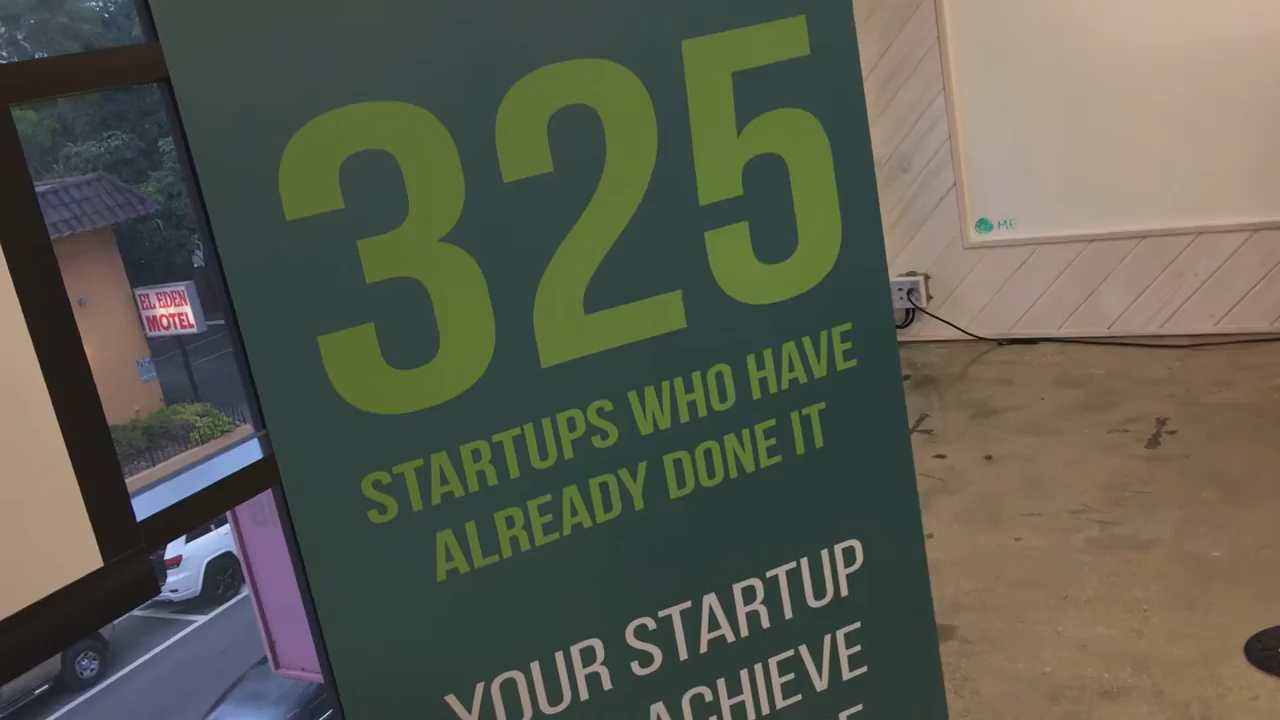 325
STARTUPS WHO HAVE
ALREADY DONE IT
YOUR STARTUP
ACHIEVE
EL EDEN
MOTEL